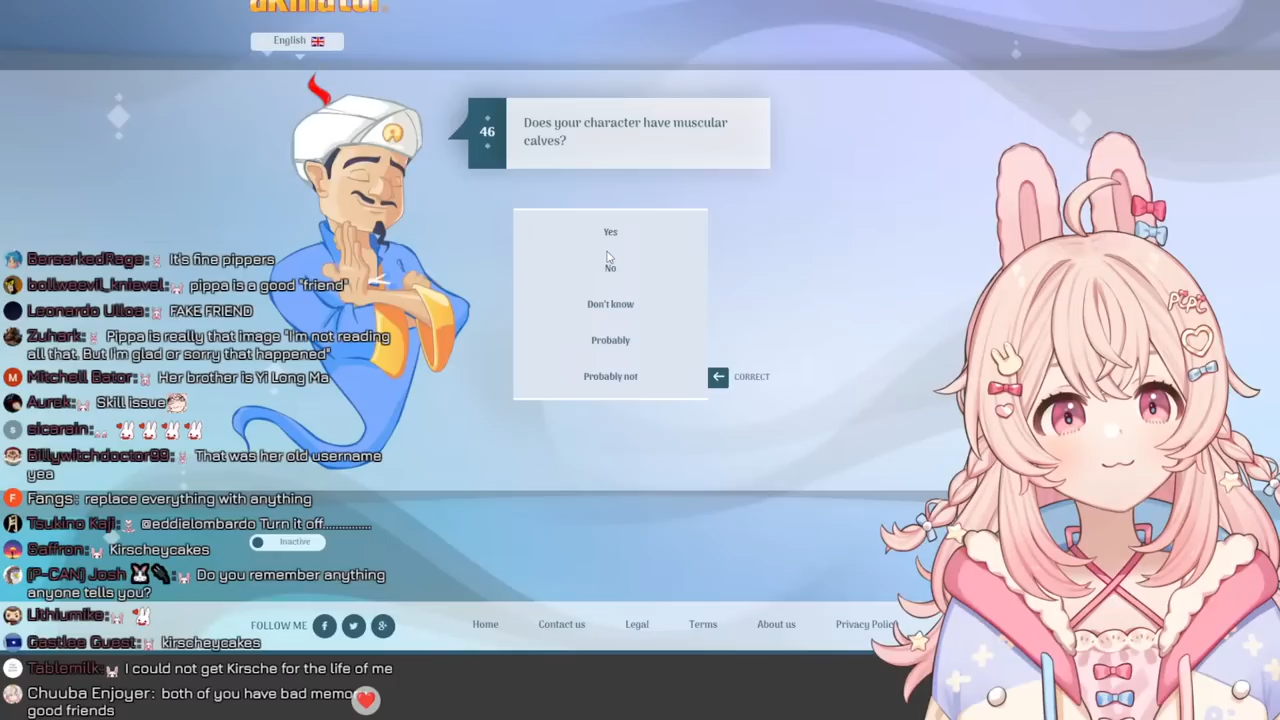 akinator
English
46
Does your character have muscular
calves?
Yes
No
Don't know
Probably
Probably not
CORRECT
BerserkedRage: It's fine pippers
bollweevil_knievel: pippa is a good "friend"
Leonardo Ulloa: FAKE FRIEND
Zuhark: Pippa is really that image "I'm not reading
all that. But I'm glad or sorry that happened"
M Mitchell Bator: Her brother is Yi Long Ma
Aurek: Skill issue
s sicarain:
Billywitchdoctor99: That was her old username
yea
F Fangs: replace everything with anything
Tsukino Kaji: @eddielombardo Turn it off...............
Inactive
Saffron: Kirscheycakes
(P-CAN) Josh : Do you remember anything
anyone tells you?
Lithiumike:
FOLLOW ME
Home
Contact us
Legal
Terms
About us
Privacy Policy
Gastlee Guest: kirscheycakes
Tablemilk: I could not get Kirsche for the life of me
Chuuba Enjoyer: both of you have bad memo
good friends
PiPi